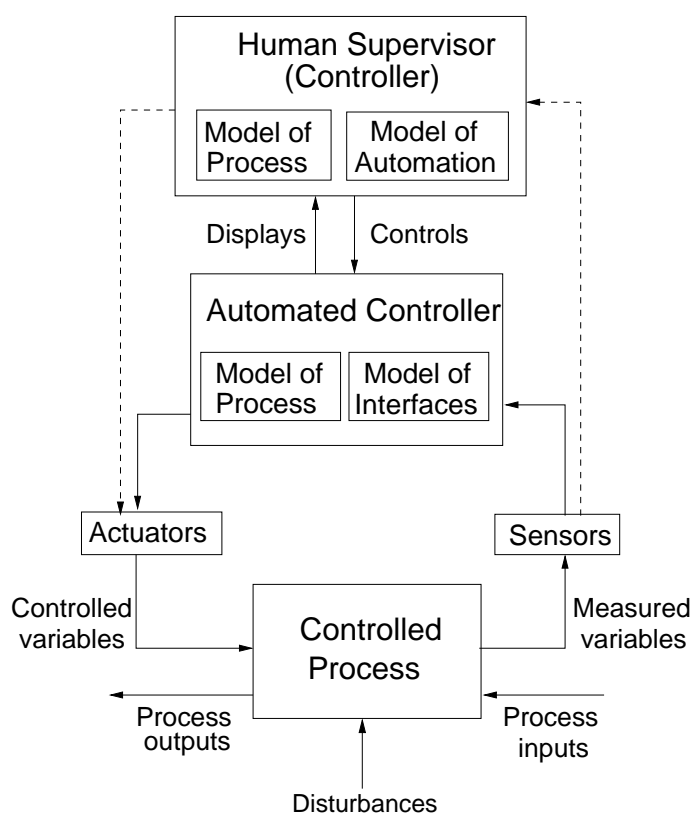 Human Supervisor
(Controller)
Model of
Process
Model of
Automation
Displays
Controls
Automated Controller
Model of
Process
Model of
Interfaces
Actuators
Sensors
Controlled
variables
Controlled
Process
Measured
variables
Process
outputs
Process
inputs
Disturbances